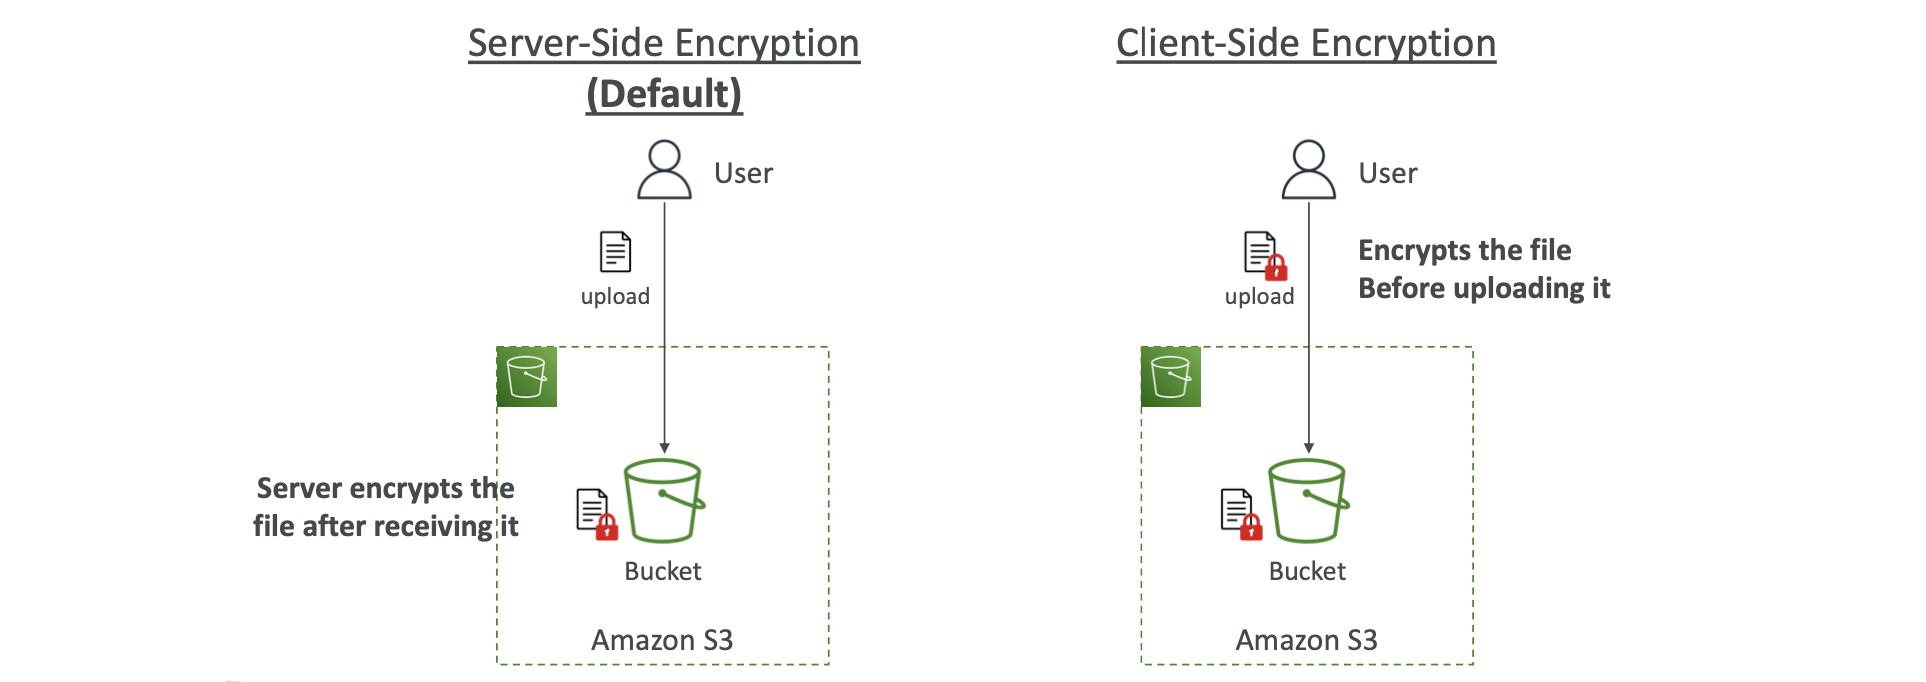 Server-Side Encryption
(Default)
User
upload
Server encrypts the
file after receiving it
Bucket
Amazon S3
Client-Side Encryption
User
Encrypts the file
Before uploading it
upload
Bucket
Amazon S3